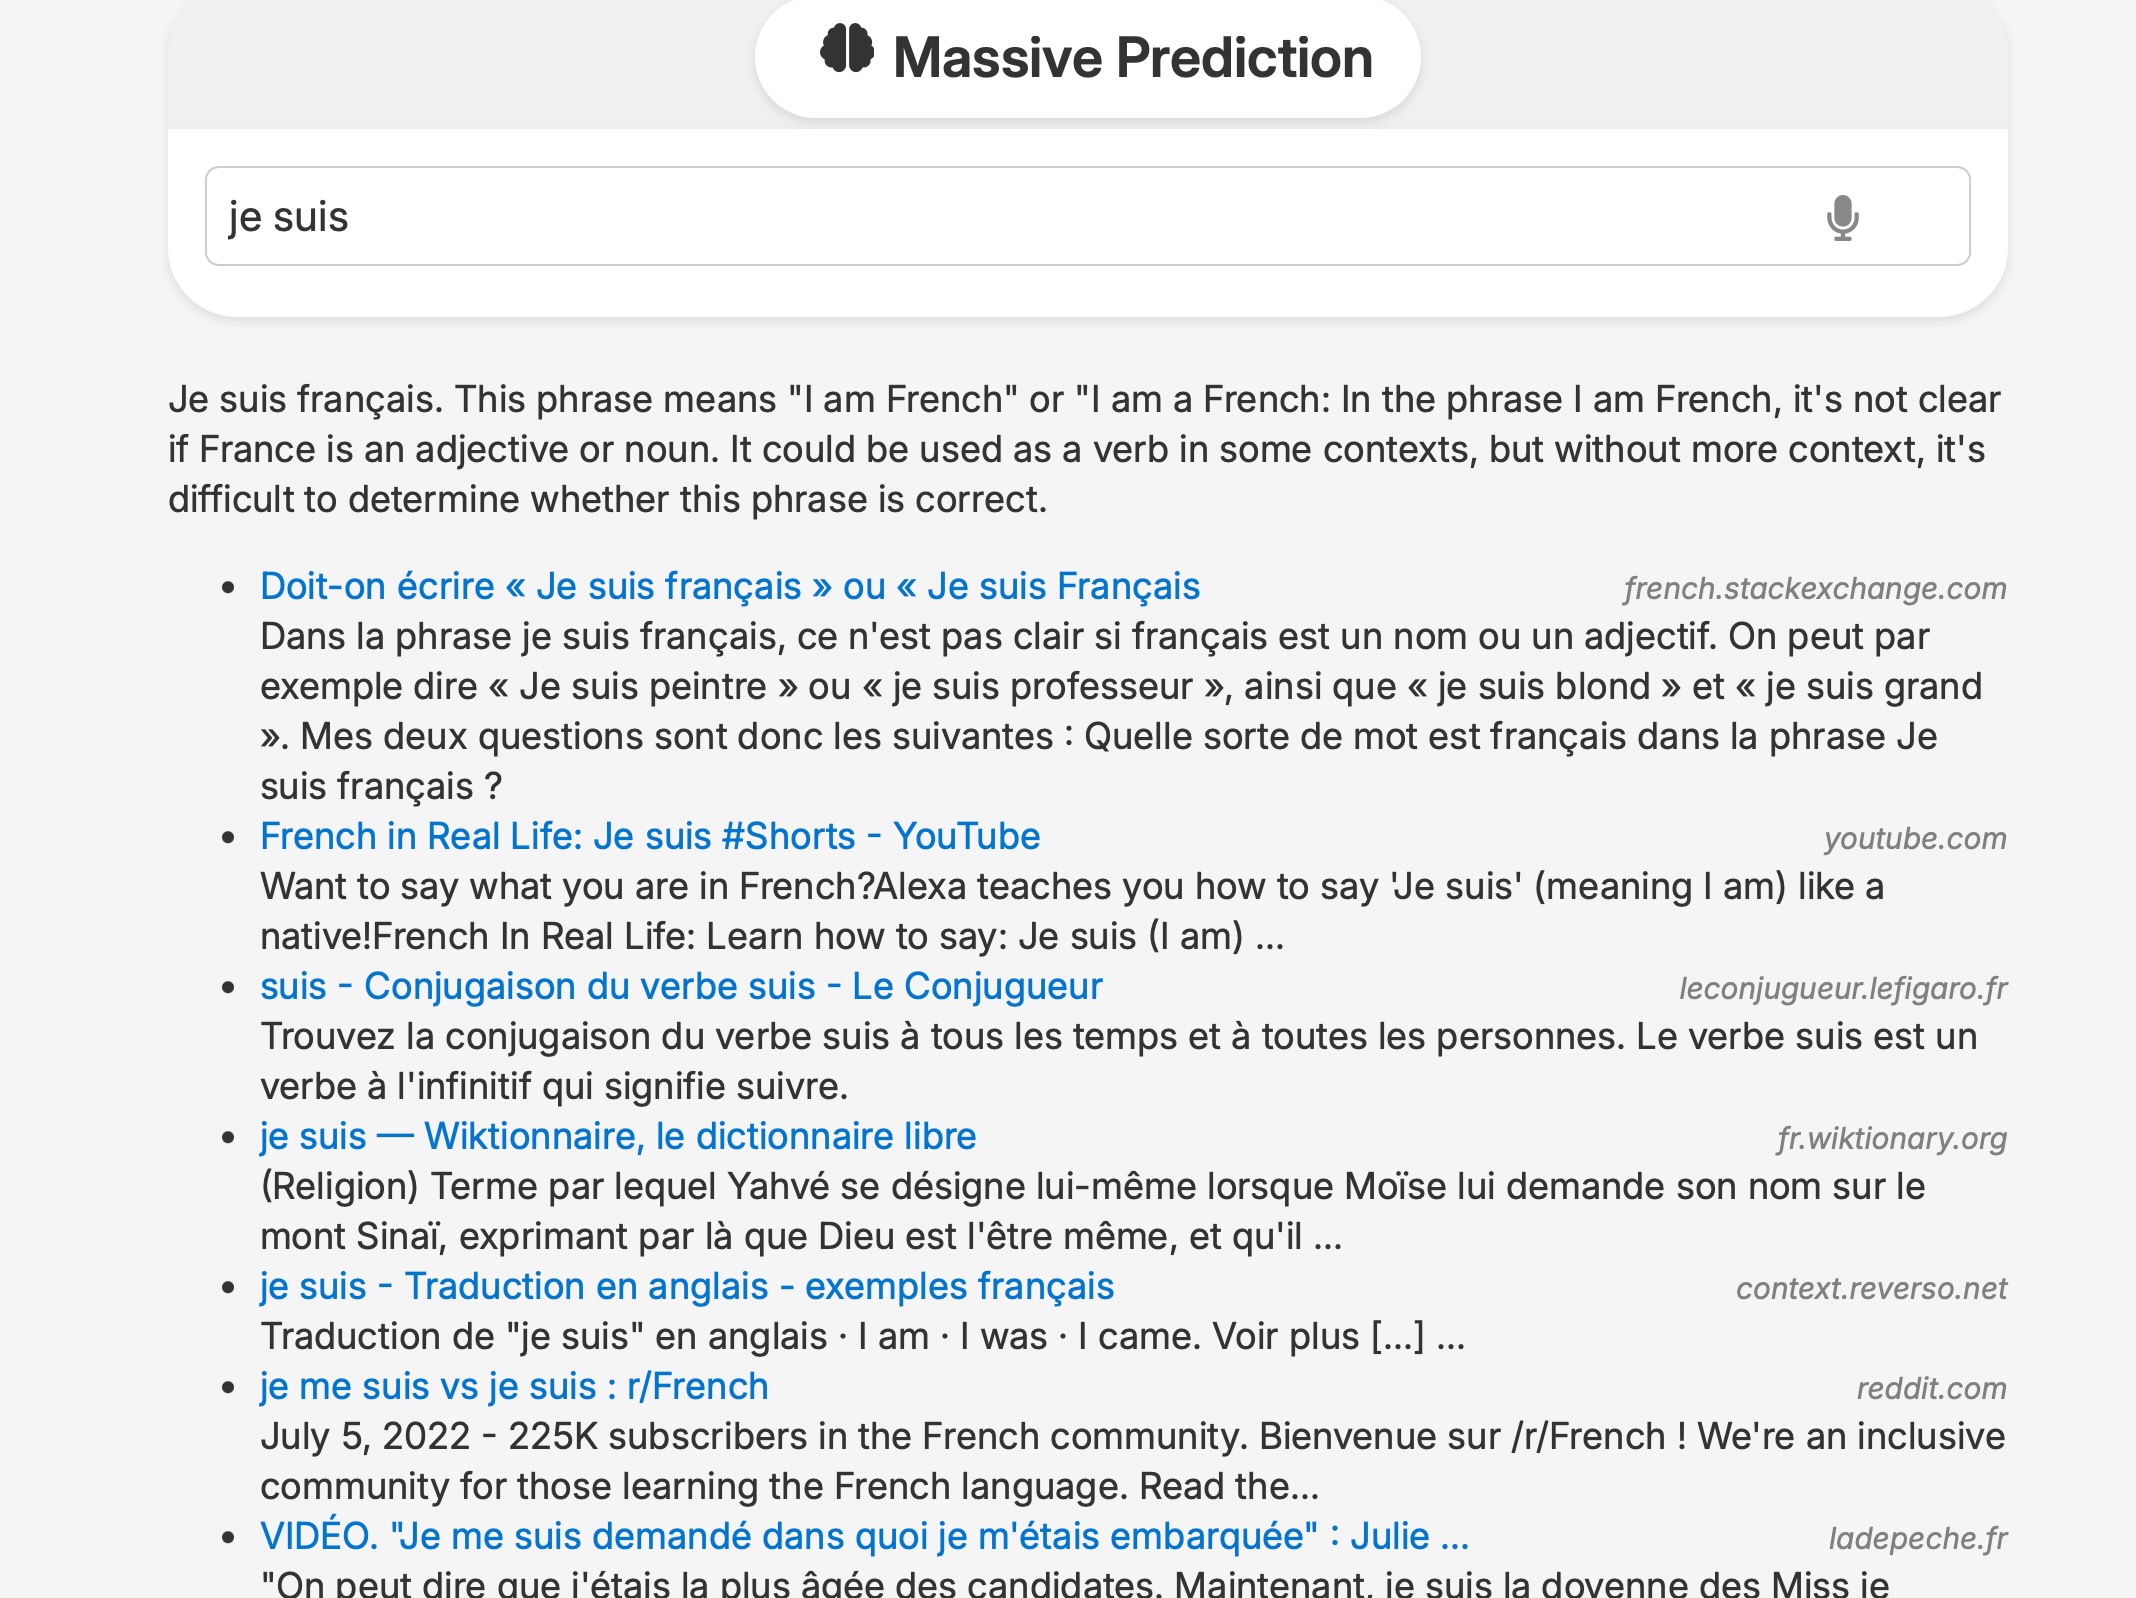 Massive Prediction
je suis
Je suis français. This phrase means "I am French" or "I am a French: In the phrase I am French, it's not clear
if France is an adjective or noun. It could be used as a verb in some contexts, but without more context, it's
difficult to determine whether this phrase is correct.
Doit-on écrire « Je suis français » ou « Je suis Français french.stackexchange.com
Dans la phrase je suis français, ce n'est pas clair si français est un nom ou un adjectif. On peut par
exemple dire « Je suis peintre » ou « je suis professeur », ainsi que « je suis blond » et « je suis grand
». Mes deux questions sont donc les suivantes : Quelle sorte de mot est français dans la phrase Je
suis français ?
French in Real Life: Je suis #Shorts - YouTube youtube.com
Want to say what you are in French?Alexa teaches you how to say 'Je suis' (meaning I am) like a
native!French In Real Life: Learn how to say: Je suis (I am) ...
suis - Conjugaison du verbe suis - Le Conjugueur leconjugueur.lefigaro.fr
Trouvez la conjugaison du verbe suis à tous les temps et à toutes les personnes. Le verbe suis est un
verbe à l'infinitif qui signifie suivre.
je suis — Wiktionnaire, le dictionnaire libre fr.wiktionary.org
(Religion) Terme par lequel Yahvé se désigne lui-même lorsque Moïse lui demande son nom sur le
mont Sinaï, exprimant par là que Dieu est l'être même, et qu'il ...
je suis - Traduction en anglais - exemples français context.reverso.net
Traduction de "je suis" en anglais · I am · I was · I came. Voir plus [...] ...
je me suis vs je suis : r/French reddit.com
July 5, 2022 - 225K subscribers in the French community. Bienvenue sur /r/French ! We're an inclusive
community for those learning the French language. Read the...
VIDÉO. "Je me suis demandé dans quoi je m'étais embarquée" : Julie ... ladepeche.fr
"On peut dire que j'étais la plus âgée des candidates. Maintenant, je suis la doyenne des Miss je